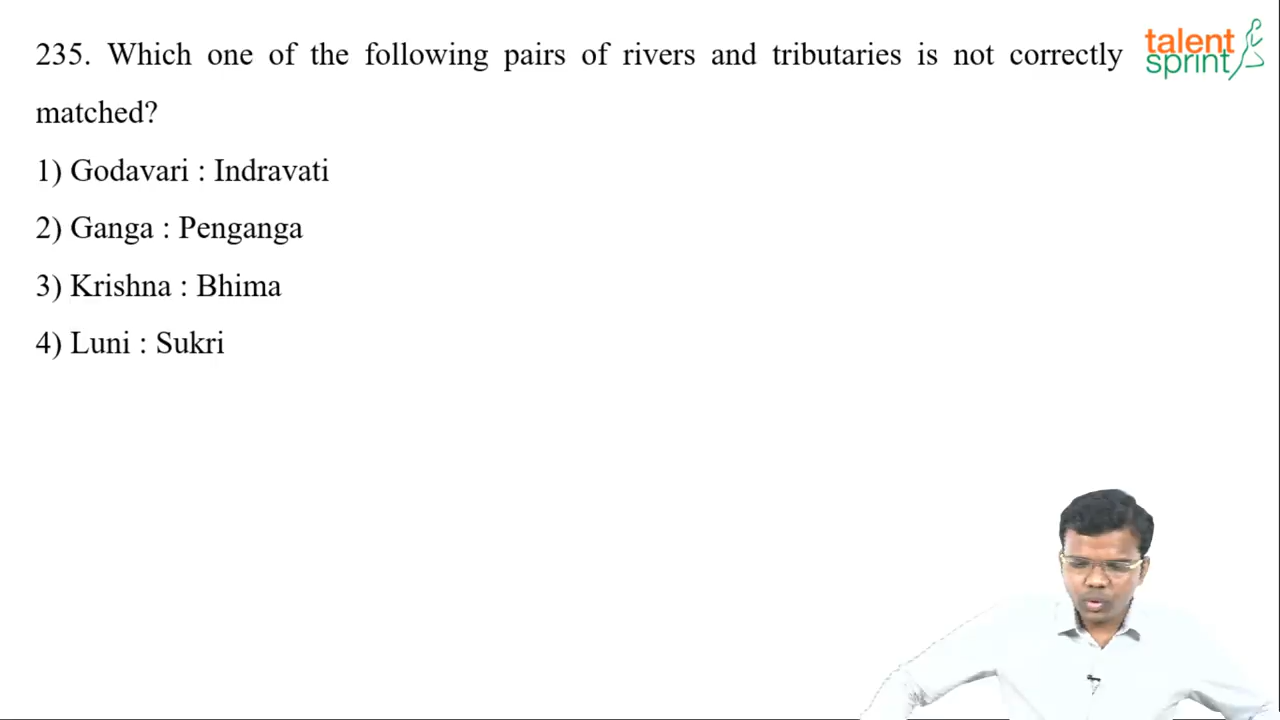 235. Which one of the following pairs of rivers and tributaries is not correctly
matched?
1) Godavari : Indravati
2) Ganga : Penganga
3) Krishna : Bhima
4) Luni : Sukri
talent
sprint